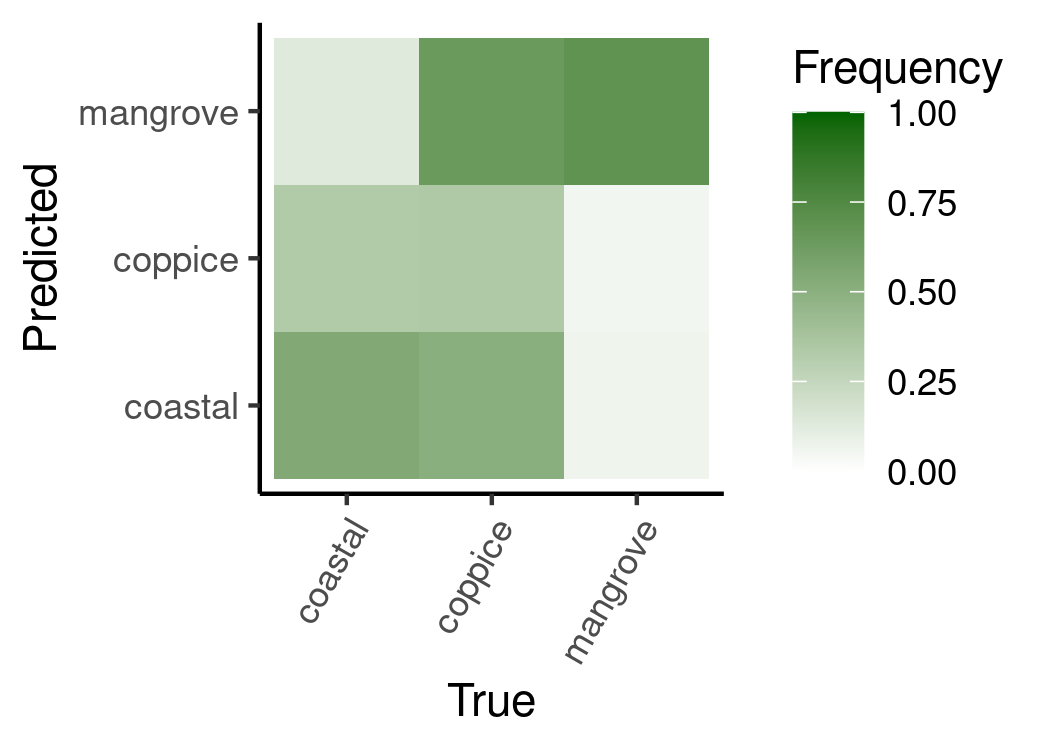 Predicted
mangrove
coppice
coastal
coastal
coppice
mangrove
True
Frequency
1.00
0.75
0.50
0.25
0.00